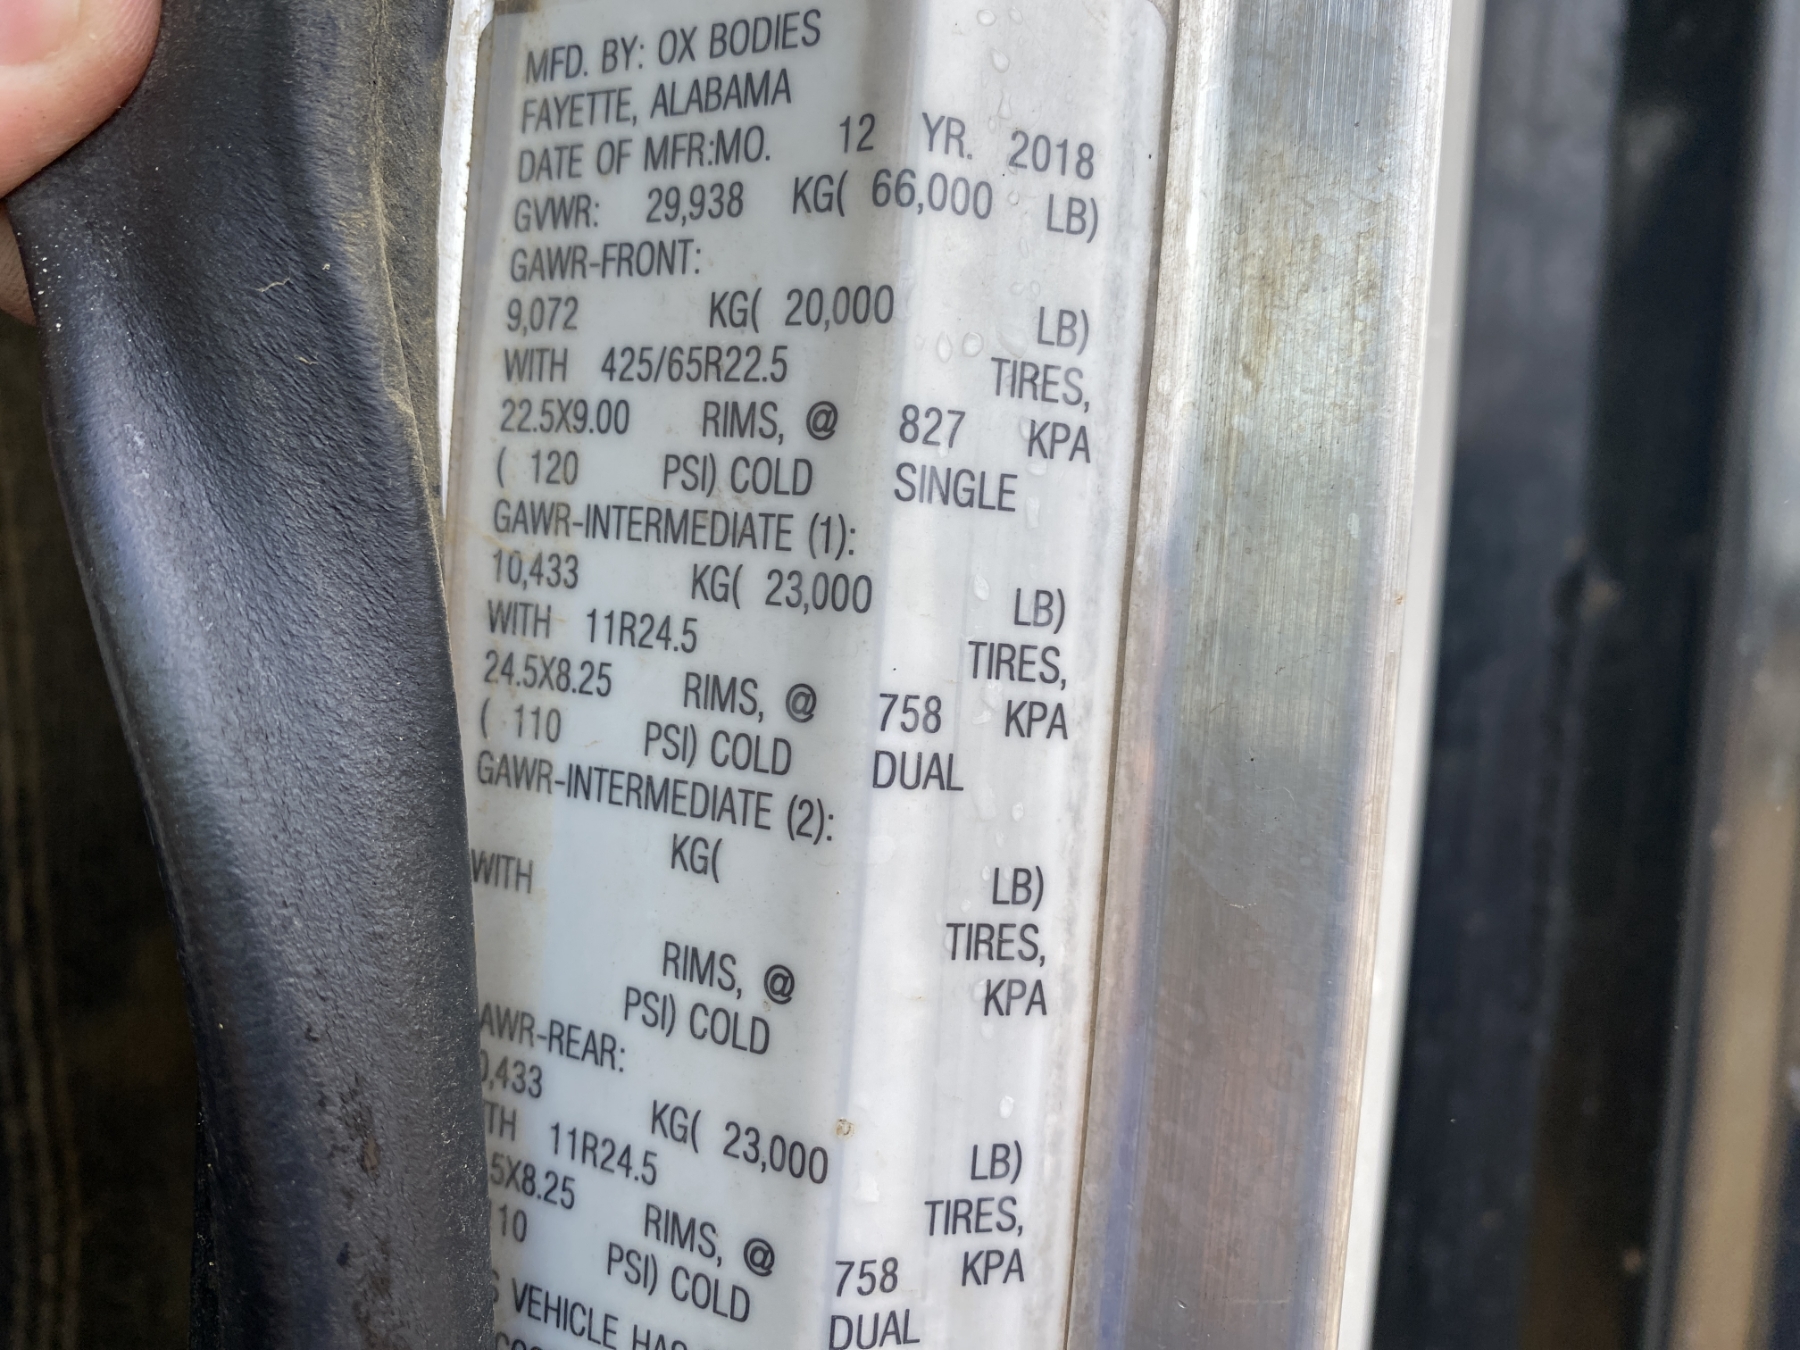 MFD. BY: OX BODIES
FAYETTE, ALABAMA
DATE OF MFR:MO. 12 YR. 2018
GVWR: 29,938 KG( 66,000 LB)
GAWR-FRONT:
9,072 KG( 20,000 LB)
WITH 425/65R22.5 TIRES,
22.5X9.00 RIMS, @ 827 KPA
( 120 PSI) COLD SINGLE
GAWR-INTERMEDIATE (1):
10,433 KG( 23,000 LB)
WITH 11R24.5 TIRES,
24.5X8.25 RIMS, @ 758 KPA
( 110 PSI) COLD DUAL
GAWR-INTERMEDIATE (2):
KG( LB)
WITH TIRES,
RIMS, @ KPA
PSI) COLD
AWR-REAR:
,433 KG( 23,000 LB)
TH 11R24.5 TIRES,
5X8.25 RIMS, @ 758 KPA
10 PSI) COLD DUAL
VEHICLE HAS